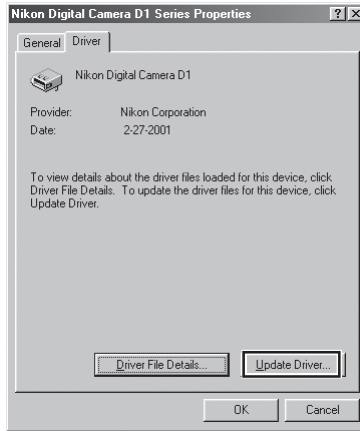 Nikon Digital Camera D1 Series Properties
General Driver
Nikon Digital Camera D1
Provider: Nikon Corporation
Date: 2-27-2001
To view details about the driver files loaded for this device, click
Driver File Details. To update the driver files for this device, click
Update Driver.
Driver File Details... Update Driver...
OK Cancel